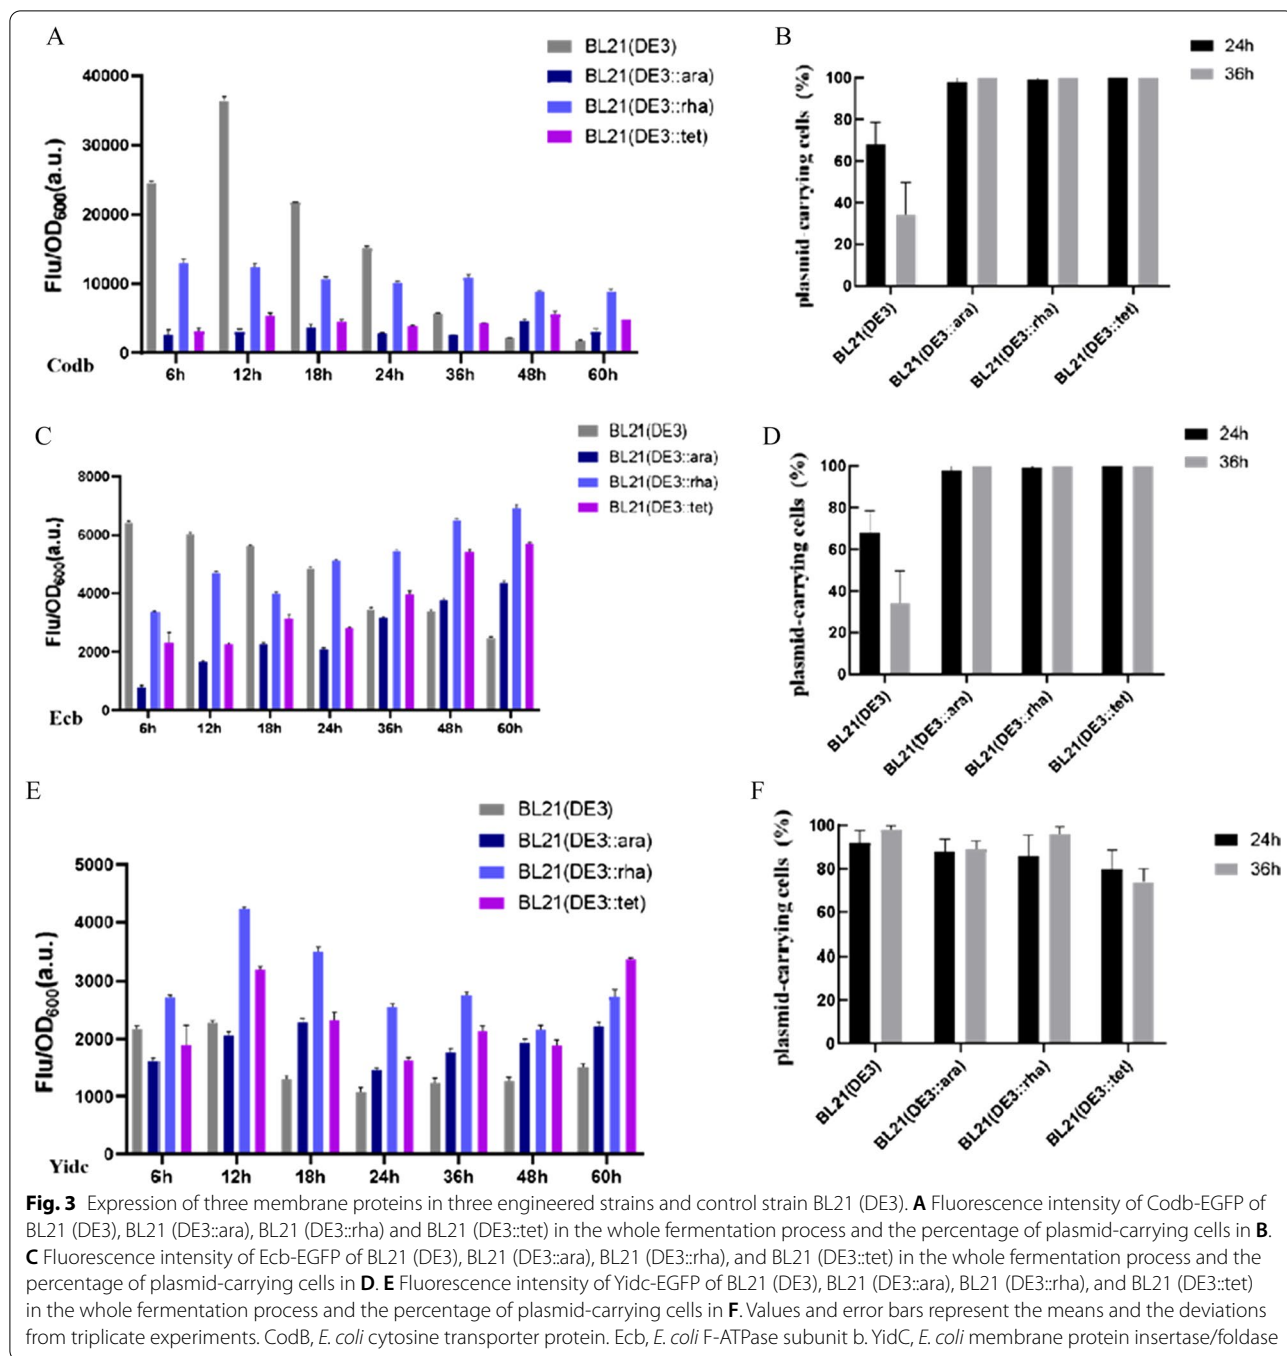 A
BL21(DE3)
BL21(DE3::ara)
BL21(DE3::rha)
BL21(DE3::tet)
Flu/OD600(a.u.)
40000
30000
20000
10000
0
6h 12h 18h 24h 36h 48h 60h
Codb
B
24h
36h
plasmid-carrying cells (%)
100
80
60
40
20
0
BL21(DE3) BL21(DE3::ara) BL21(DE3::rha) BL21(DE3::tet)
C
BL21(DE3)
BL21(DE3::ara)
BL21(DE3::rha)
BL21(DE3::tet)
Flu/OD600(a.u.)
8000
6000
4000
2000
0
6h 12h 18h 24h 36h 48h 60h
Ecb
D
24h
36h
plasmid-carrying cells (%)
100
80
60
40
20
0
BL21(DE3) BL21(DE3::ara) BL21(DE3::rha) BL21(DE3::tet)
E
BL21(DE3)
BL21(DE3::ara)
BL21(DE3::rha)
BL21(DE3::tet)
Flu/OD600(a.u.)
5000
4000
3000
2000
1000
0
6h 12h 18h 24h 36h 48h 60h
Yidc
F
24h
36h
plasmid-carrying cells (%)
100
80
60
40
20
0
BL21(DE3) BL21(DE3::ara) BL21(DE3::rha) BL21(DE3::tet)
Fig. 3 Expression of three membrane proteins in three engineered strains and control strain BL21 (DE3). A Fluorescence intensity of Codb-EGFP of
BL21 (DE3), BL21 (DE3::ara), BL21 (DE3::rha) and BL21 (DE3::tet) in the whole fermentation process and the percentage of plasmid-carrying cells in B.
C Fluorescence intensity of Ecb-EGFP of BL21 (DE3), BL21 (DE3::ara), BL21 (DE3::rha), and BL21 (DE3::tet) in the whole fermentation process and the
percentage of plasmid-carrying cells in D. E Fluorescence intensity of Yidc-EGFP of BL21 (DE3), BL21 (DE3::ara), BL21 (DE3::rha), and BL21 (DE3::tet)
in the whole fermentation process and the percentage of plasmid-carrying cells in F. Values and error bars represent the means and the deviations
from triplicate experiments. CodB, E. coli cytosine transporter protein. Ecb, E. coli F-ATPase subunit b. YidC, E. coli membrane protein insertase/foldase